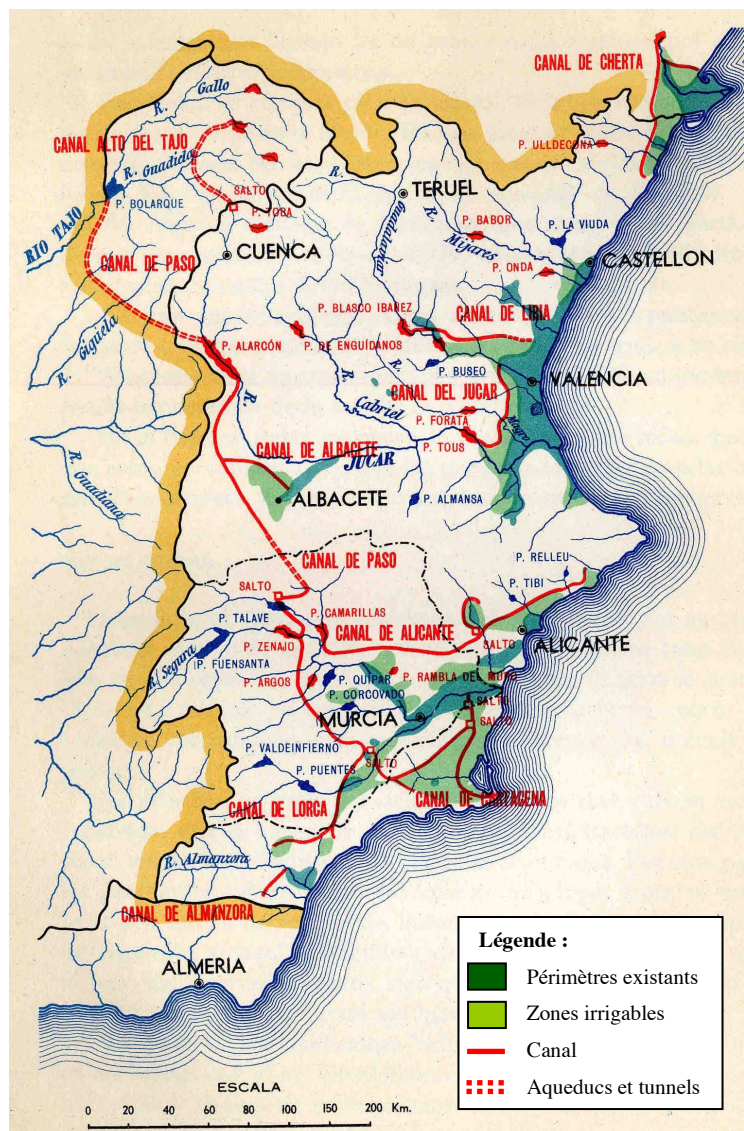 CANAL DE CHERTA
R. Gallo
CANAL ALTO DEL TAJO
P. ULLDECONA
R. Guadiela
R.
P. BOLARQUE
SALTO
TERUEL
RIO TAJO
P. TOBA
Guadalaviar
R. Mijares
P. BABOR
P. LA VIUDA
CUENCA
CASTELLON
CANAL DE PASO
P. ONDA
R. Gigüela
P. BLASCO IBAÑEZ
CANAL DE LIRIA
P. ALARCÓN
P. DE ENGUÍDANOS
R.
P. BUSEO
VALENCIA
R.
R. Cabriel
CANAL DEL JUCAR
P. FORATA
Magro
CANAL DE ALBACETE
P. TOUS
R. Guadiana
JUCAR
ALBACETE
P. ALMANSA
CANAL DE PASO
P. RELLEU
SALTO
P. TIBI
P. TALAVE
P. CAMARILLAS
CANAL DE ALICANTE
SALTO
ALICANTE
P. ZENAJO
R. Segura
P. FUENSANTA
P. QUIPAR
P. RAMBLA DEL MORO
P. ARGOS
P. CORCOVADO
SALTO
MURCIA
SALTO
P. VALDEINFIERNO
SALTO
P. PUENTES
CANAL DE LORCA
CANAL DE CARTAGENA
R. Almanzora
CANAL DE ALMANZORA
ALMERIA
Légende :
Périmètres existants
Zones irrigables
Canal
Aqueducs et tunnels
ESCALA
0 20 40 60 80 100 120 160 200 Km.